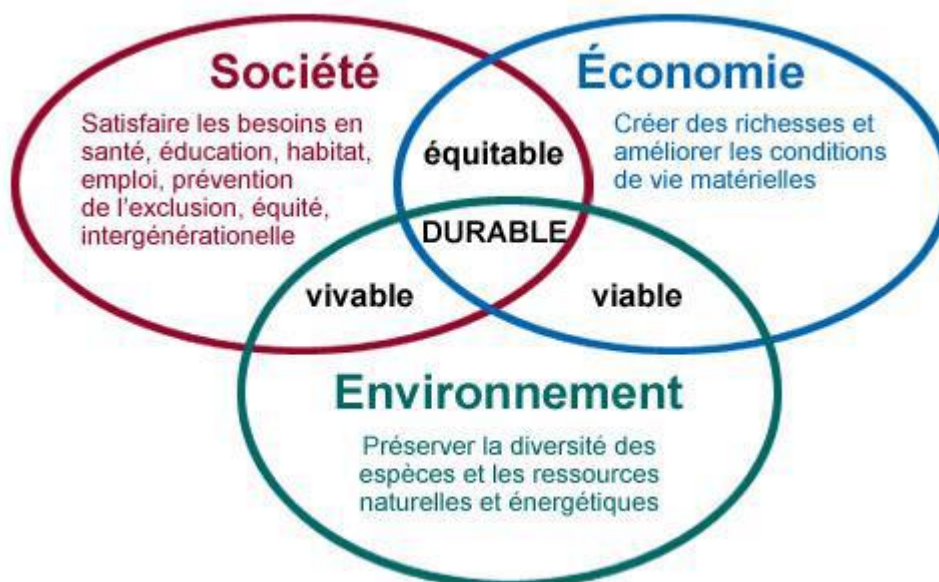 Société
Satisfaire les besoins en
santé, éducation, habitat,
emploi, prévention
de l'exclusion, équité,
intergénérationelle
Économie
Créer des richesses et
améliorer les conditions
de vie matérielles
équitable
DURABLE
vivable
viable
Environnement
Préserver la diversité des
espèces et les ressources
naturelles et énergétiques